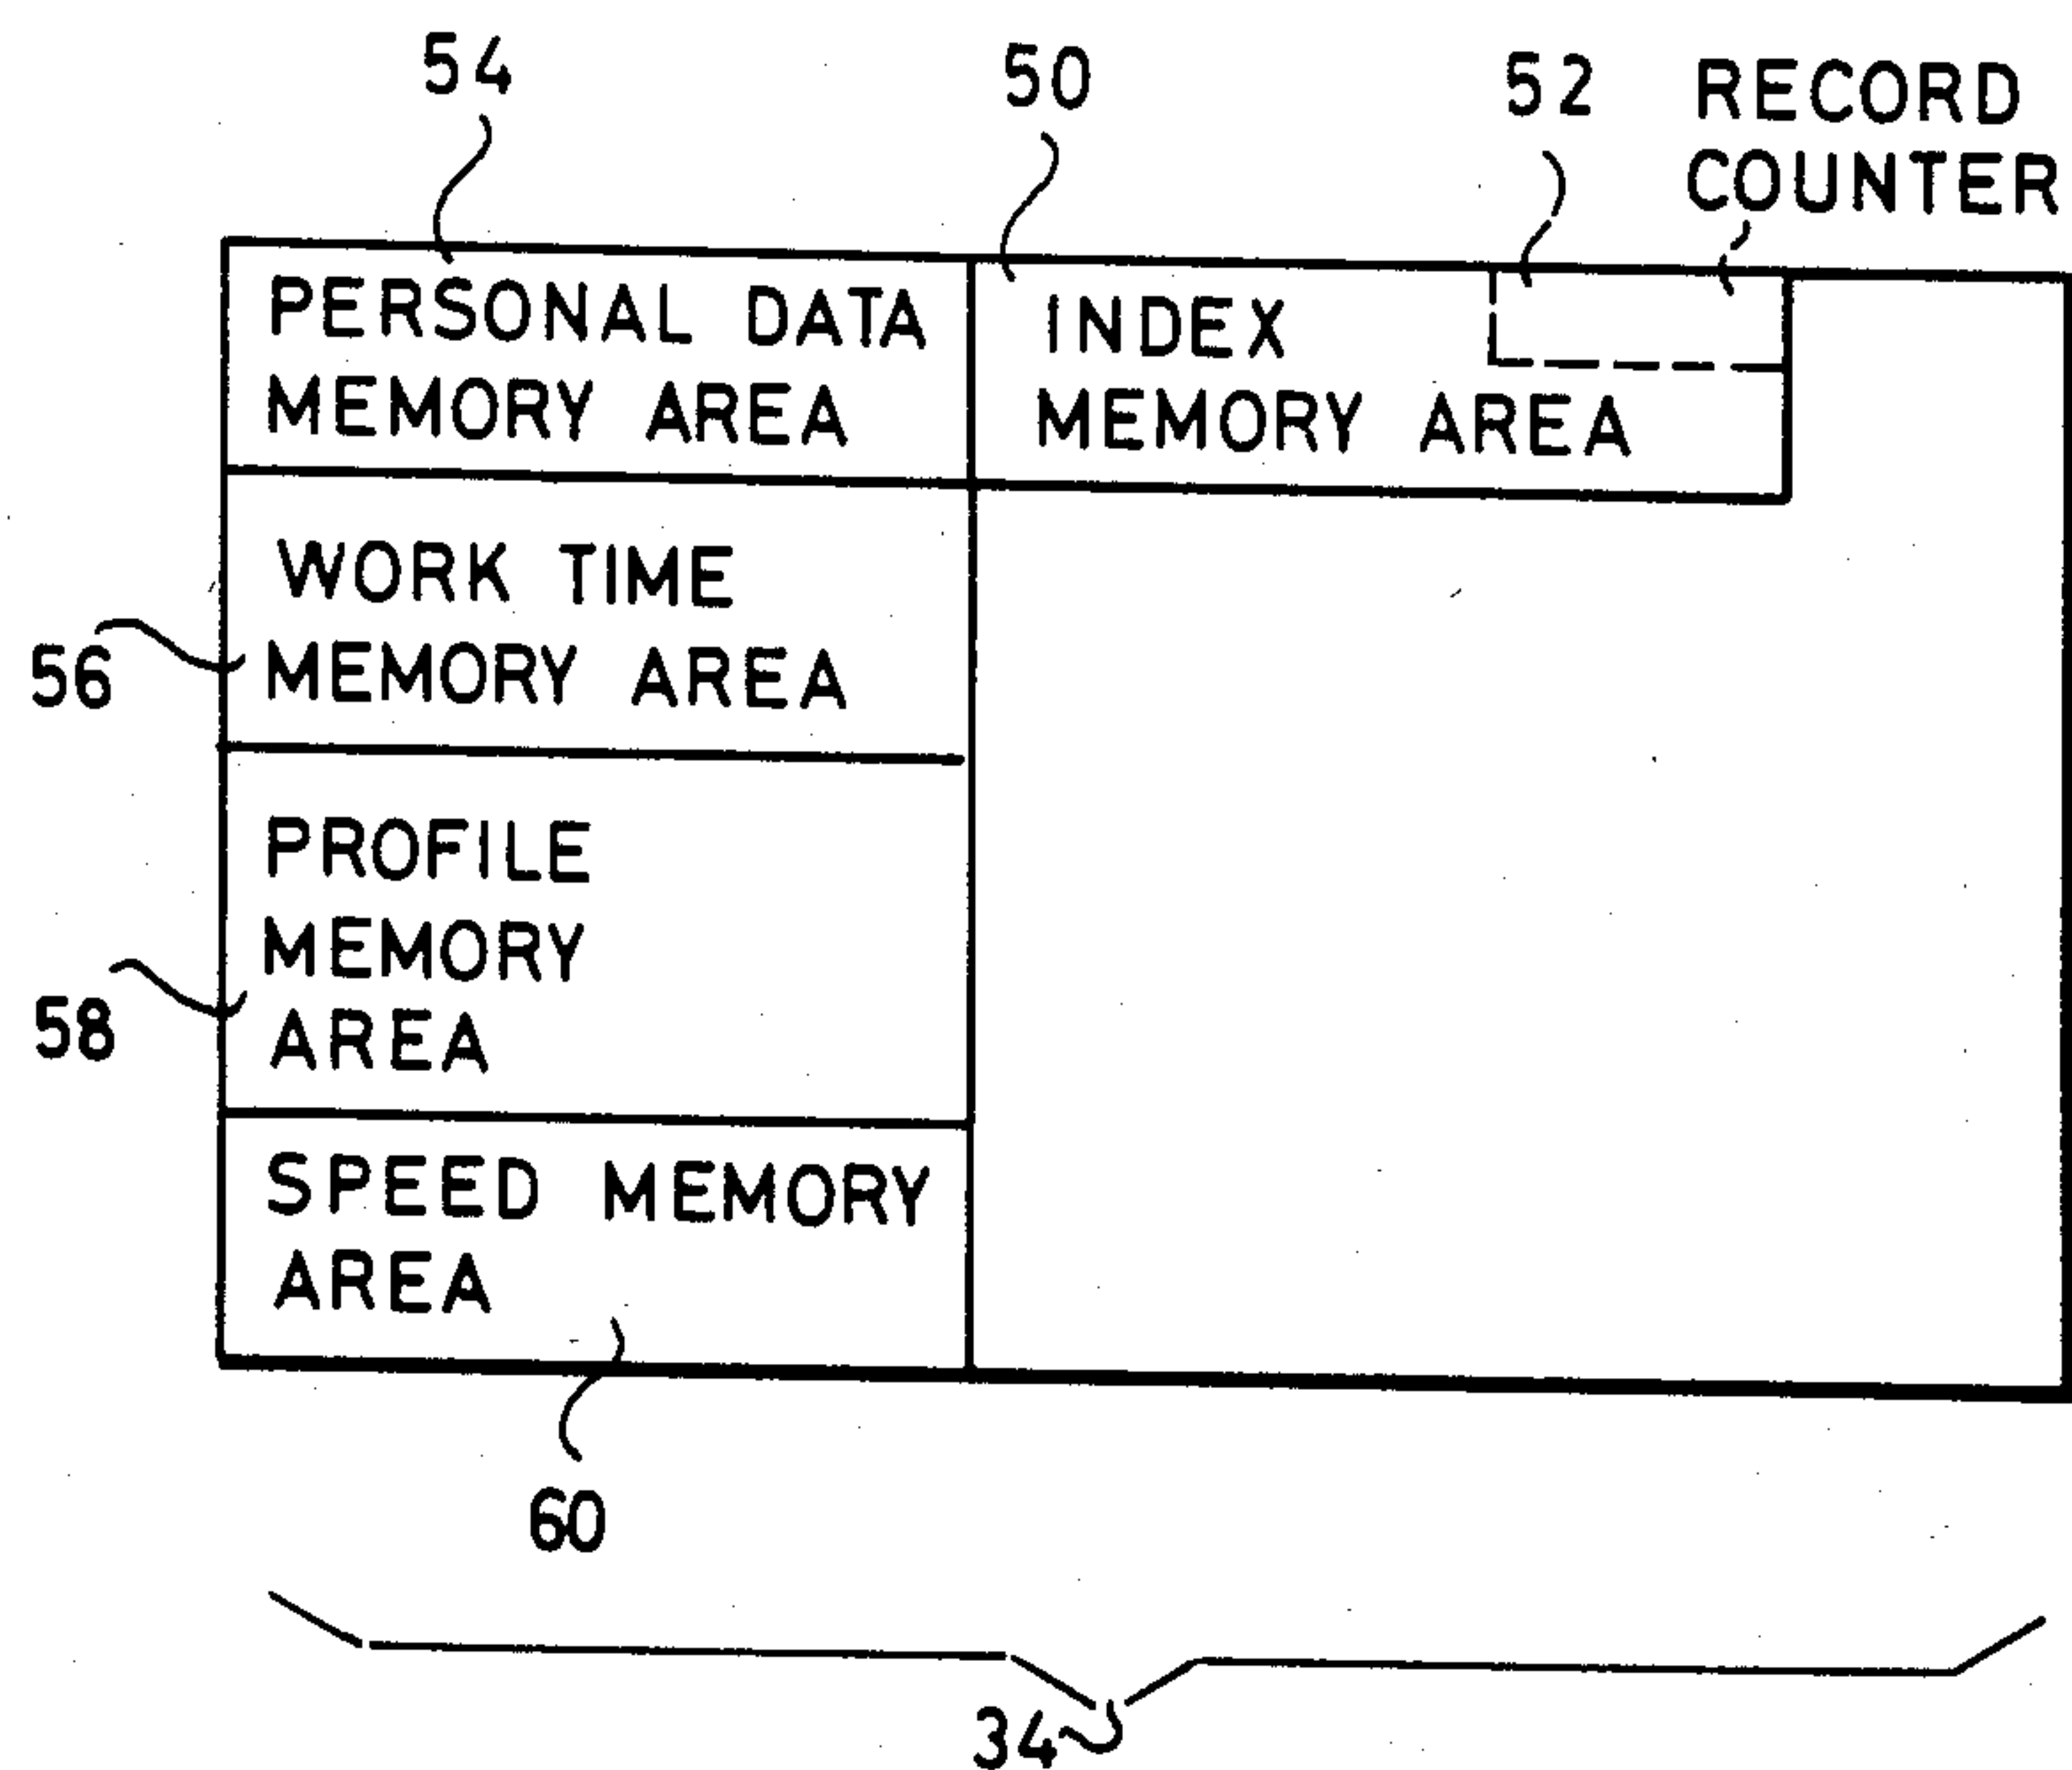 54
50
52 RECORD
COUNTER
PERSONAL DATA
MEMORY AREA
INDEX
MEMORY AREA
WORK TIME
MEMORY AREA
56
PROFILE
MEMORY
AREA
58
SPEED MEMORY
AREA
60
34